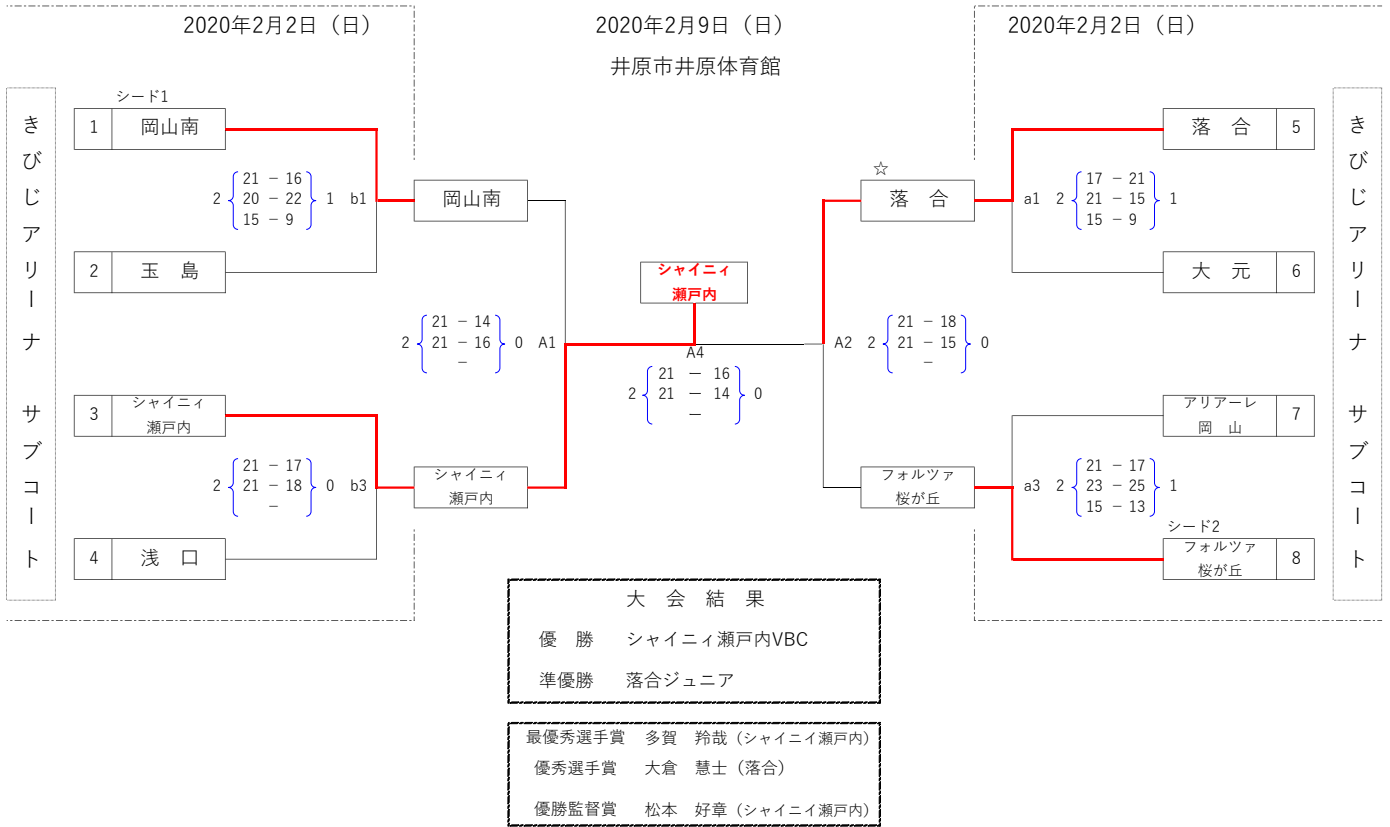 2020年2月2日（日）
2020年2月9日（日）
2020年2月2日（日）
井原市井原体育館
きびじアリーナ　サブコート
シード1
1 岡山南
21 － 16
2 20 － 22 1 b1
15 － 9
2 玉　島
岡山南
21 － 14
2 21 － 16 0 A1
－
3 シャイニィ
瀬戸内
21 － 17
2 21 － 18 0 b3
－
4 浅　口
シャイニィ
瀬戸内
シャイニィ
瀬戸内
A4
21 － 16
2 21 － 14 0
－
☆
落　合
21 － 18
A2 2 21 － 15 0
－
フォルツァ
桜が丘
落　合 5
17 － 21
a1 2 21 － 15 1
15 － 9
大　元 6
アリアーレ
岡　山 7
21 － 17
a3 2 23 － 25 1
15 － 13
シード2
フォルツァ
桜が丘 8
きびじアリーナ　サブコート
大　会　結　果
優　勝　シャイニィ瀬戸内VBC
準優勝　落合ジュニア
最優秀選手賞　多賀　羚哉（シャイニイ瀬戸内）
優秀選手賞　大倉　慧士（落合）
優勝監督賞　松本　好章（シャイニイ瀬戸内）